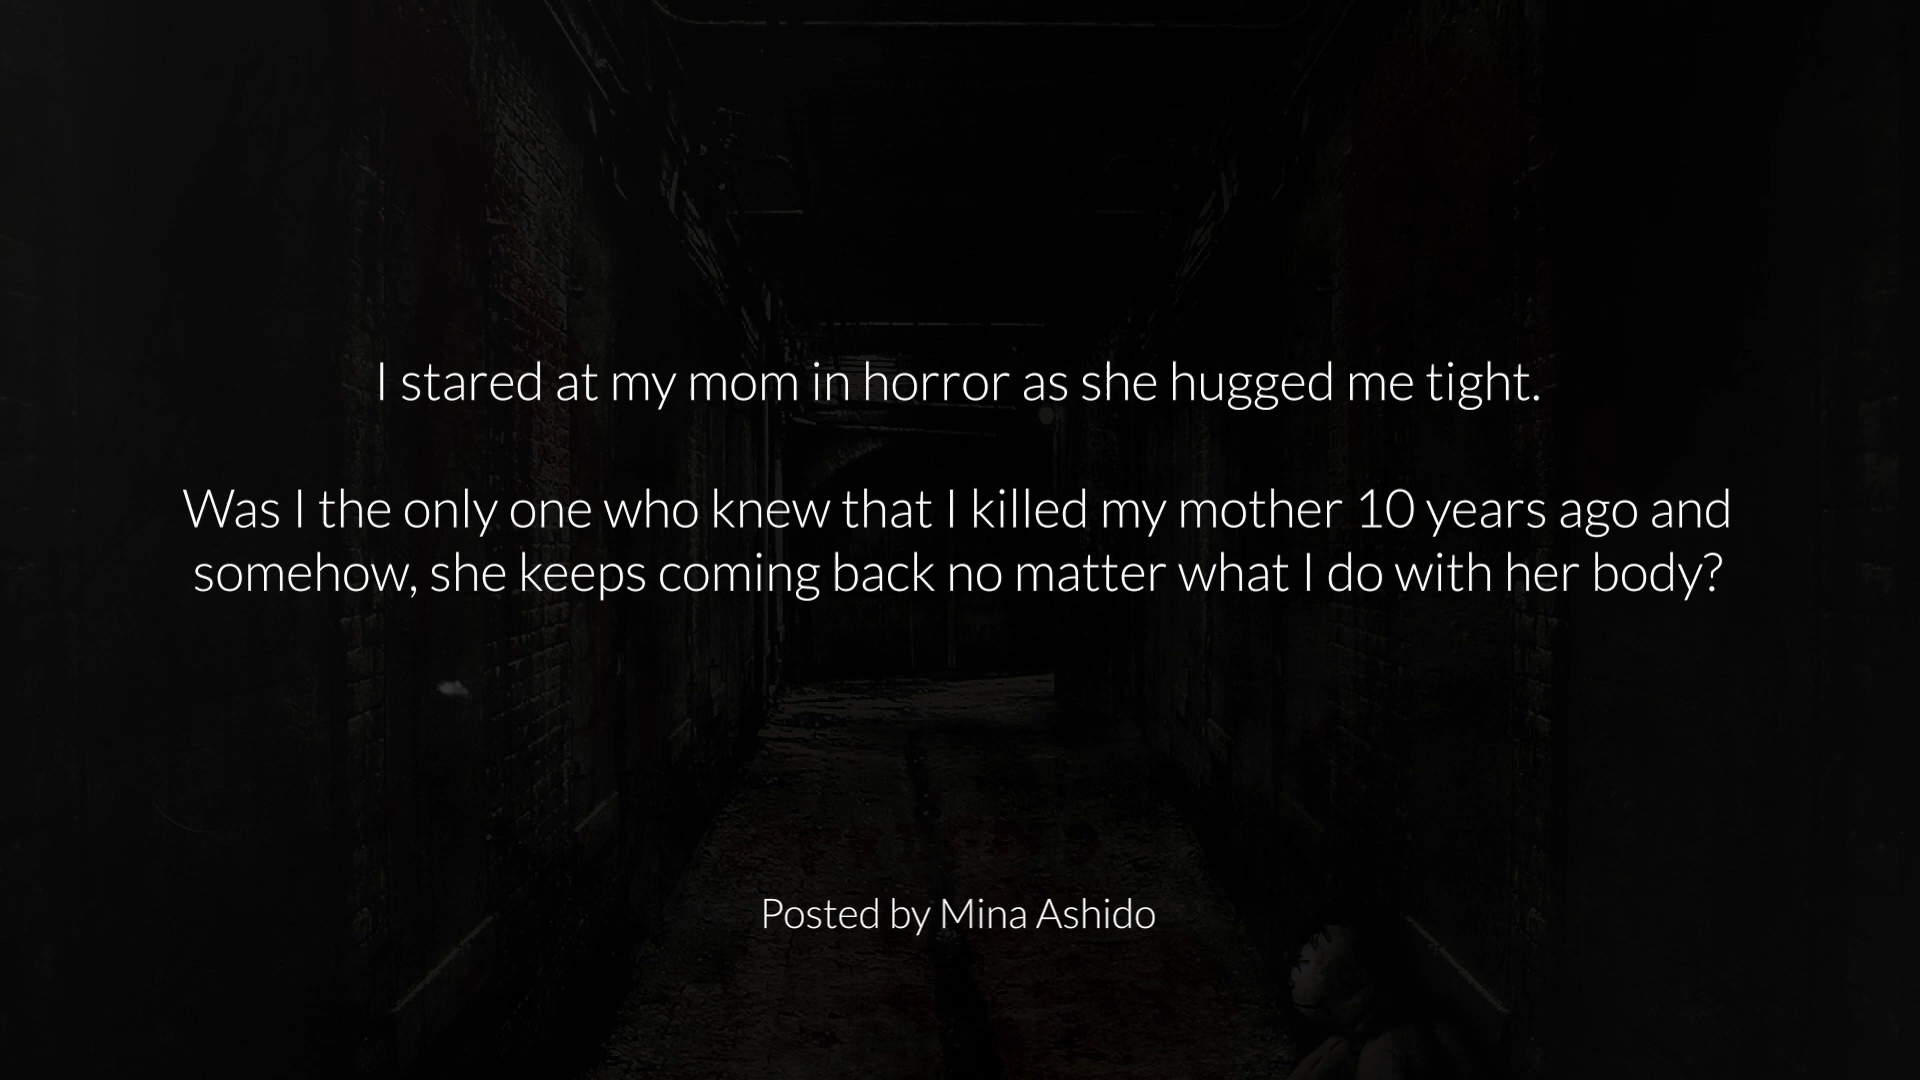 I stared at my mom in horror as she hugged me tight.
Was I the only one who knew that I killed my mother 10 years ago and
somehow, she keeps coming back no matter what I do with her body?
Posted by Mina Ashido